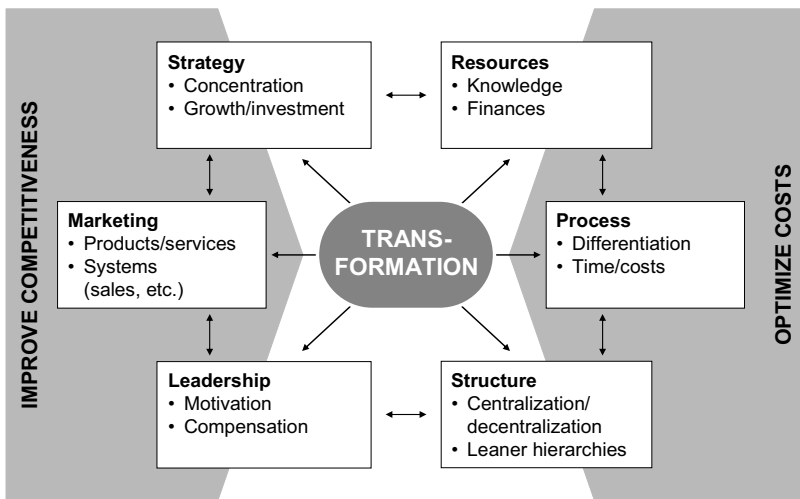 IMPROVE COMPETITIVENESS
Strategy
• Concentration
• Growth/investment
Resources
• Knowledge
• Finances
Marketing
• Products/services
• Systems
(sales, etc.)
TRANS-
FORMATION
Process
• Differentiation
• Time/costs
Leadership
• Motivation
• Compensation
Structure
• Centralization/
decentralization
• Leaner hierarchies
OPTIMIZE COSTS